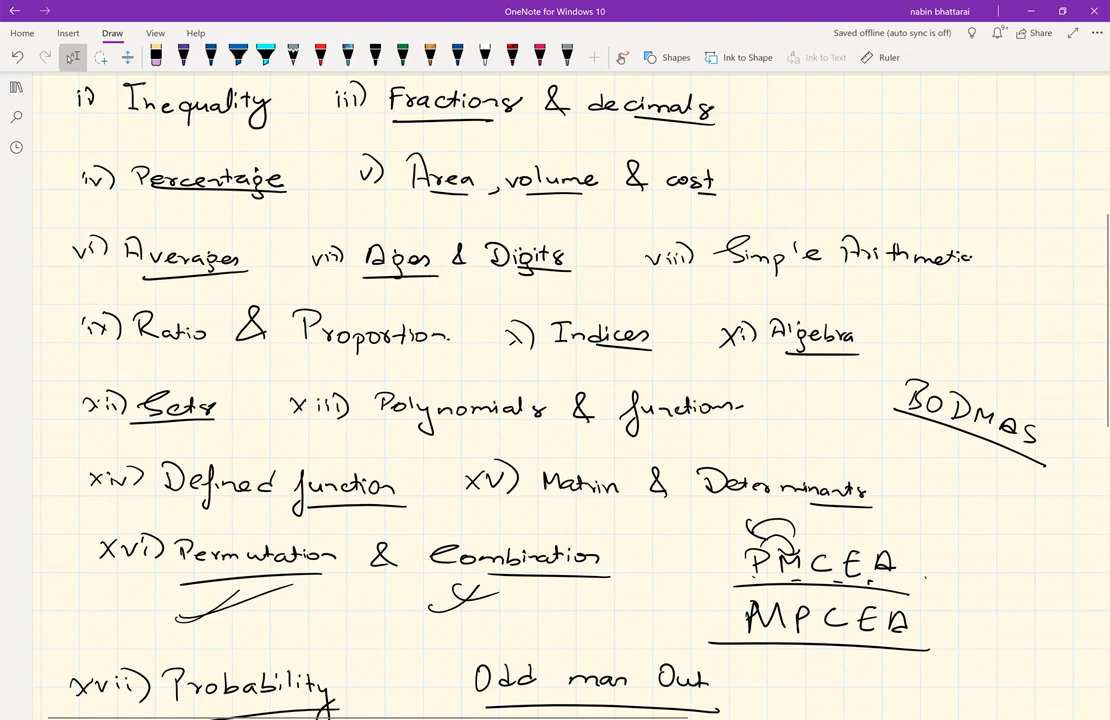 OneNote for Windows 10
nabin bhattarai
Home Insert Draw View Help
Saved offline (auto sync is off) 9+ Share
Shapes Ink to Shape Ink to Text Ruler
i) Inequality iii) Fractions & decimals
iv) Percentage v) Area, volume & cost
vi) Averages vii) Ages & Digits viii) Simple Arithmetic
ix) Ratio & Proportion. x) Indices xi) Algebra
xii) Sets xiii) Polynomials & function-
BODMAS
xiv) Defined function xv) Matrix & Determinants
xvi) Permutation & Combination
PMCEA
MPCEA
xvii) Probability Odd man Out